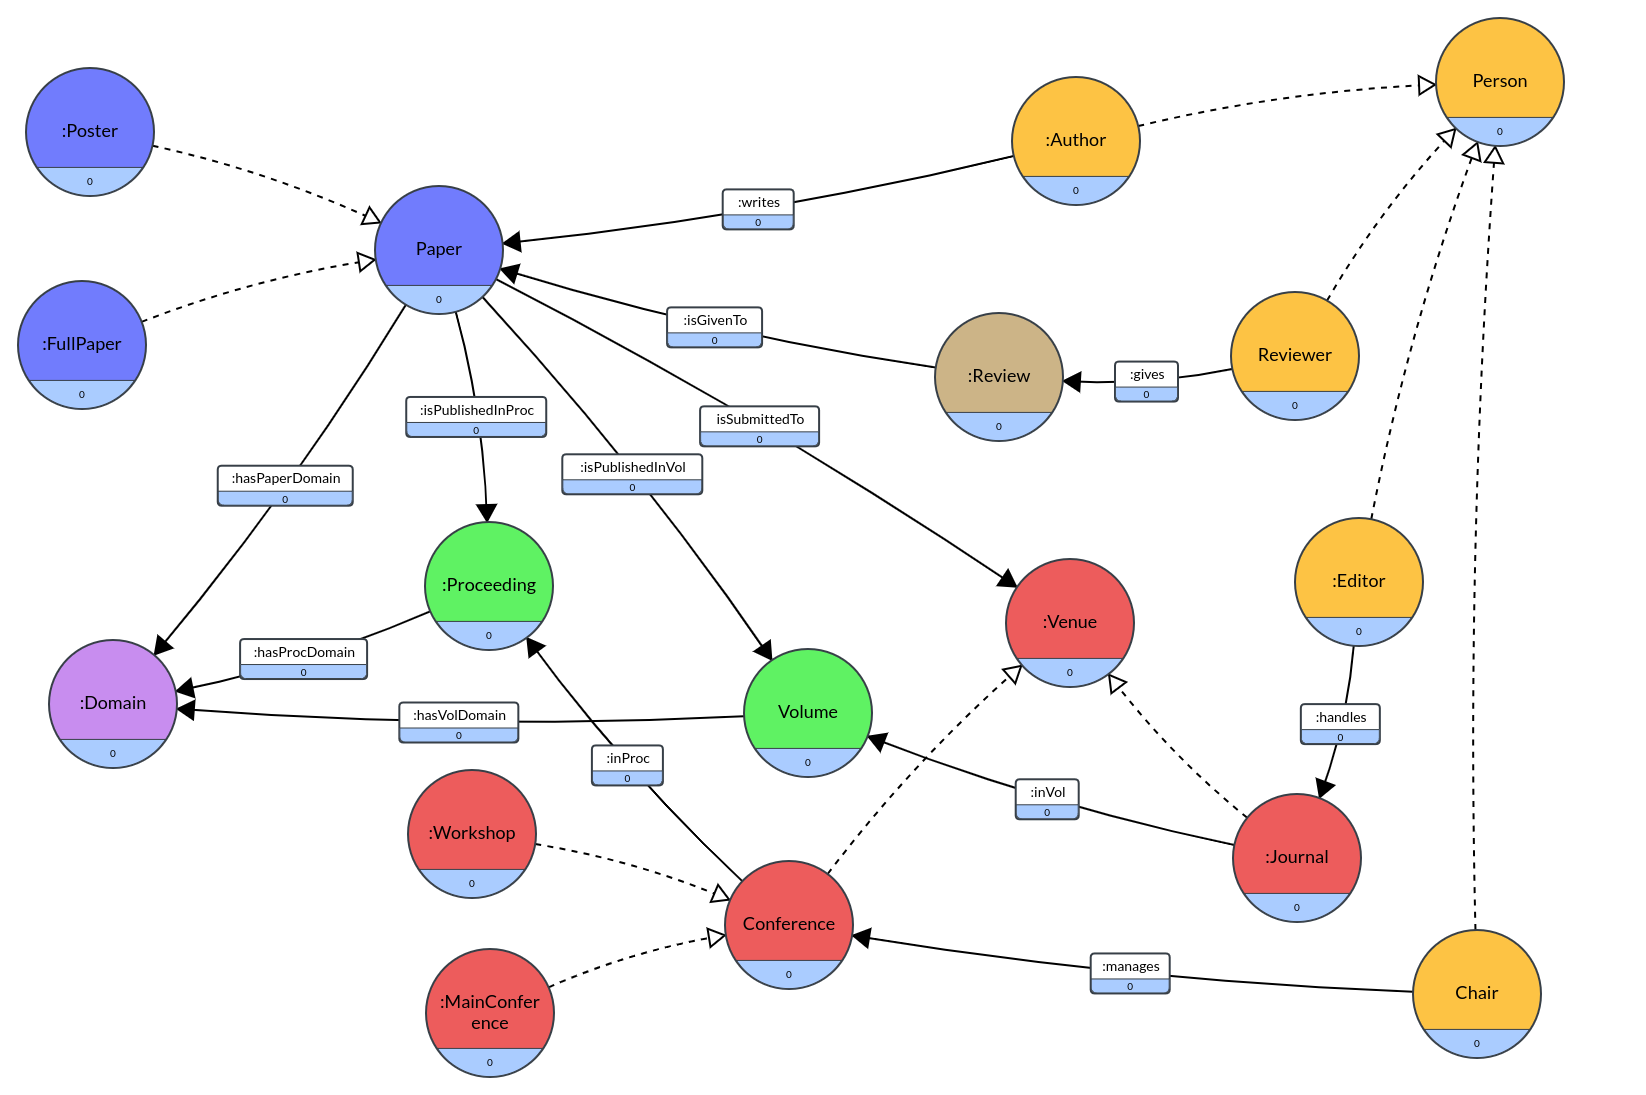 Person
0
:Poster
0
:Author
0
:writes
0
Paper
0
:isGivenTo
0
:FullPaper
0
:Review
0
:gives
0
Reviewer
0
:isPublishedInProc
0
isSubmittedTo
0
:hasPaperDomain
0
:isPublishedInVol
0
:Proceeding
0
:Venue
0
:Editor
0
:hasProcDomain
0
:Domain
0
:hasVolDomain
0
Volume
0
:handles
0
:inProc
0
:inVol
0
:Workshop
0
:Journal
0
Conference
0
:manages
0
:MainConfer
ence
0
Chair
0